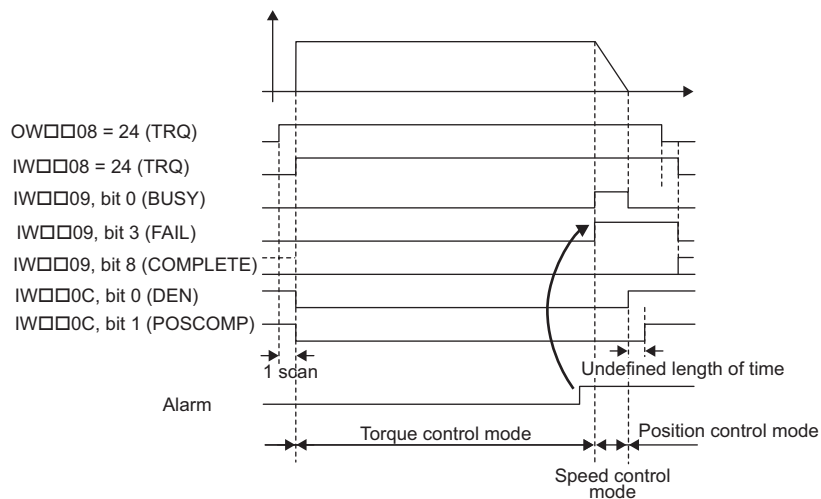 OW□□08 = 24 (TRQ)
IW□□08 = 24 (TRQ)
IW□□09, bit 0 (BUSY)
IW□□09, bit 3 (FAIL)
IW□□09, bit 8 (COMPLETE)
IW□□0C, bit 0 (DEN)
IW□□0C, bit 1 (POSCOMP)
1 scan
Undefined length of time
Alarm
Torque control mode
Position control mode
Speed control
mode